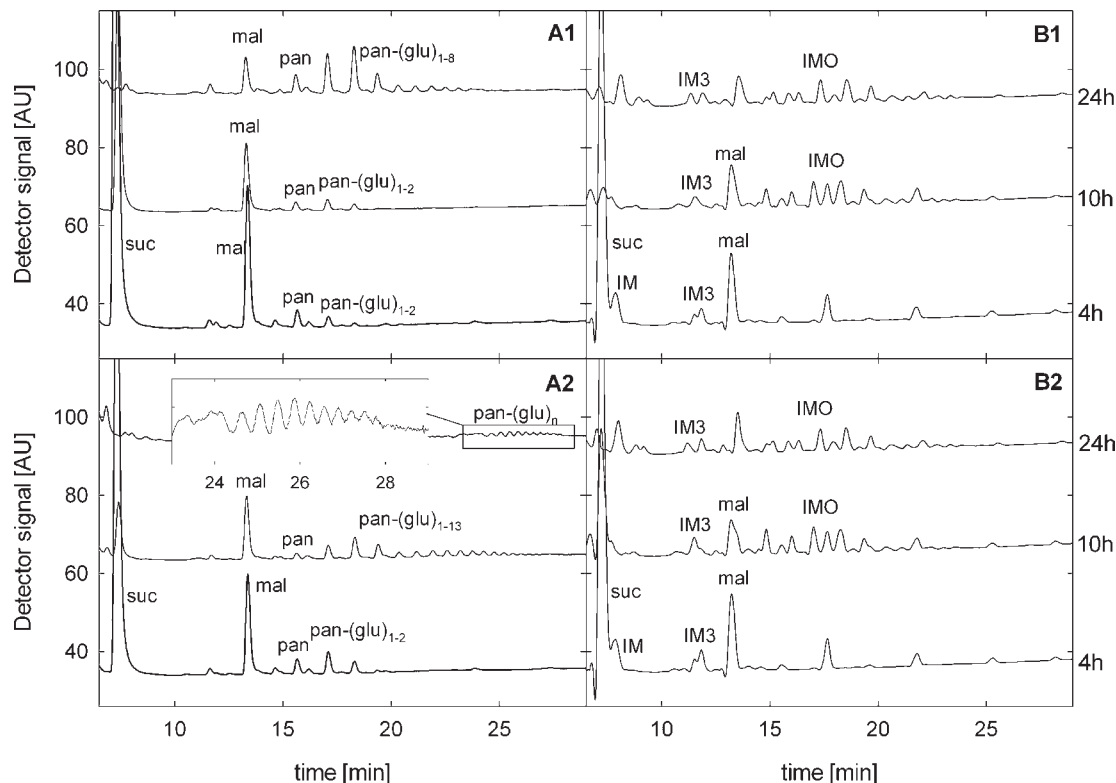 A1
mal
pan
pan-(glu)1-8
mal
pan
pan-(glu)1-2
suc
mal
pan
pan-(glu)1-2
100
80
60
40
Detector signal [AU]
B1
IM3
IMO
24h
IM3
mal
IMO
10h
suc
IM
IM3
mal
4h
A2
pan-(glu)n
24
26
28
mal
pan
pan-(glu)1-13
suc
mal
pan
pan-(glu)1-2
100
80
60
40
Detector signal [AU]
10
15
20
25
time [min]
B2
IM3
IMO
24h
IM3
mal
IMO
10h
suc
IM
IM3
mal
4h
10
15
20
25
time [min]